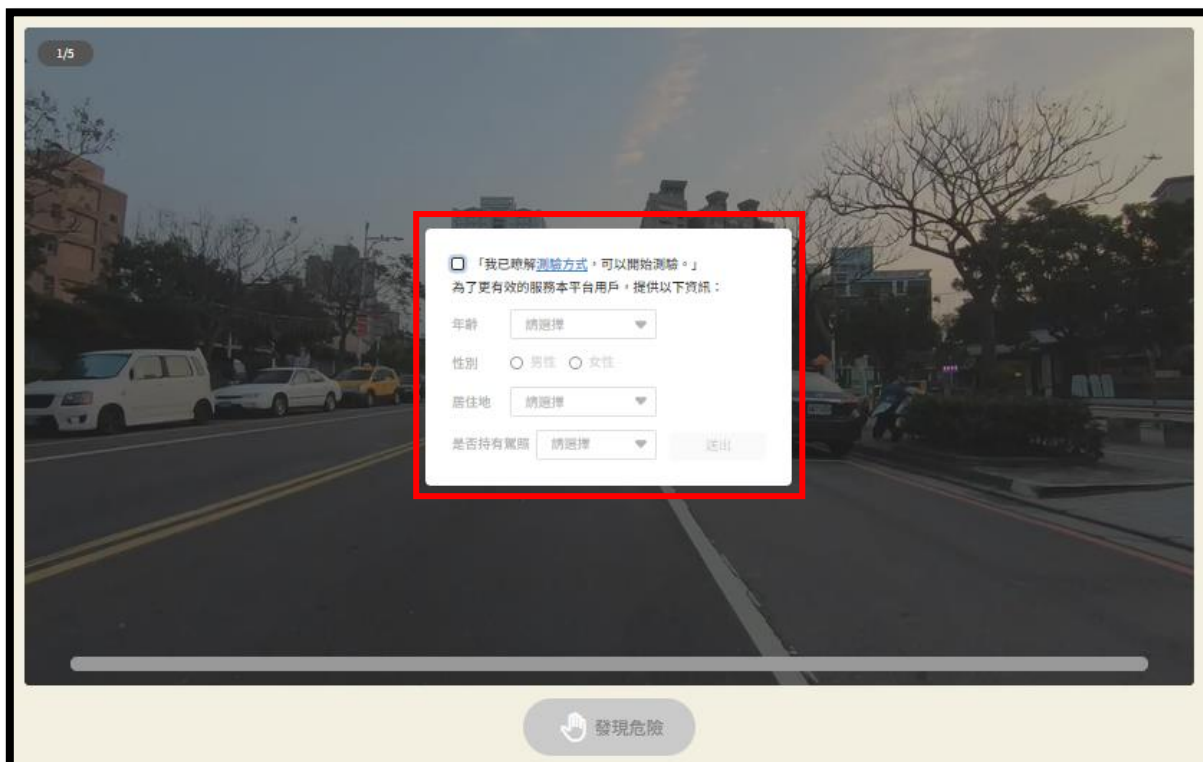 1/5
「我已瞭解測驗方式，可以開始測驗。」
為了更有效的服務本平台用戶，提供以下資訊：
年齡 請選擇
性別 男性 女性
居住地 請選擇
是否持有駕照 請選擇 送出
發現危險